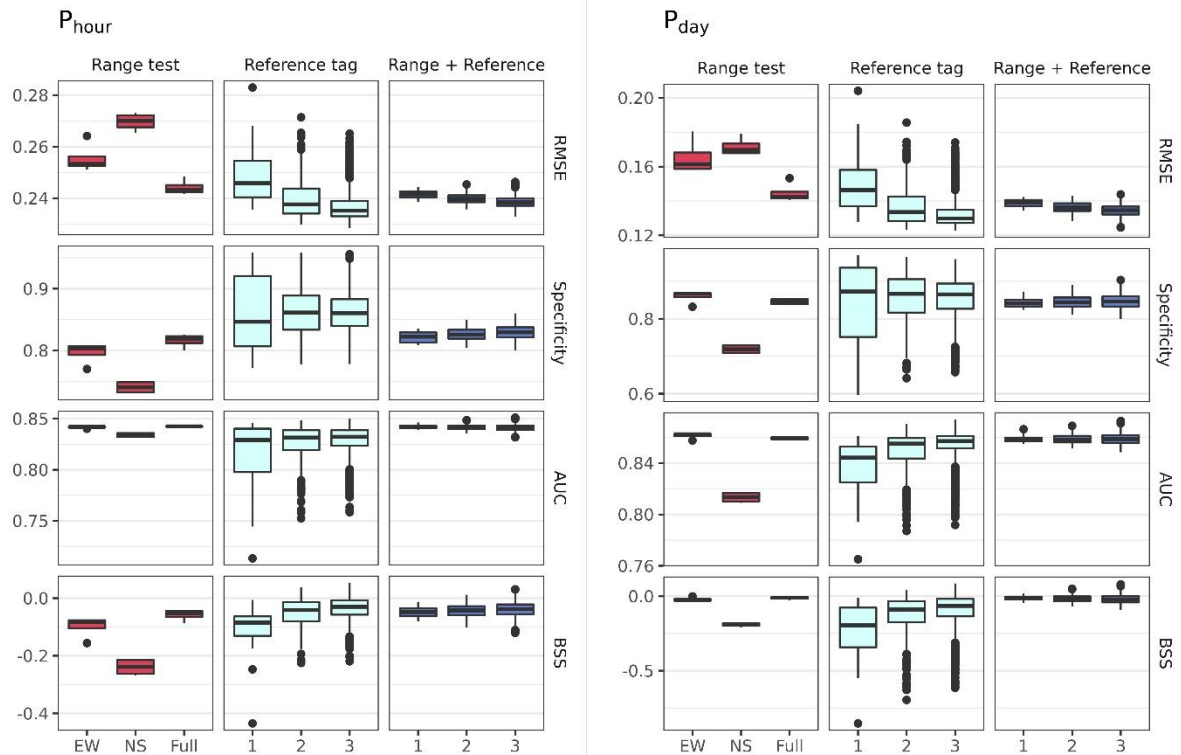 P_hour
Range test Reference tag Range + Reference
0.28
0.26
0.24
RMSE
0.9
0.8
Specificity
0.85
0.80
0.75
AUC
0.0
-0.2
-0.4
BSS
EW NS Full 1 2 3 1 2 3
P_day
Range test Reference tag Range + Reference
0.20
0.16
0.12
RMSE
0.8
0.6
Specificity
0.84
0.80
0.76
AUC
0.0
-0.5
BSS
EW NS Full 1 2 3 1 2 3